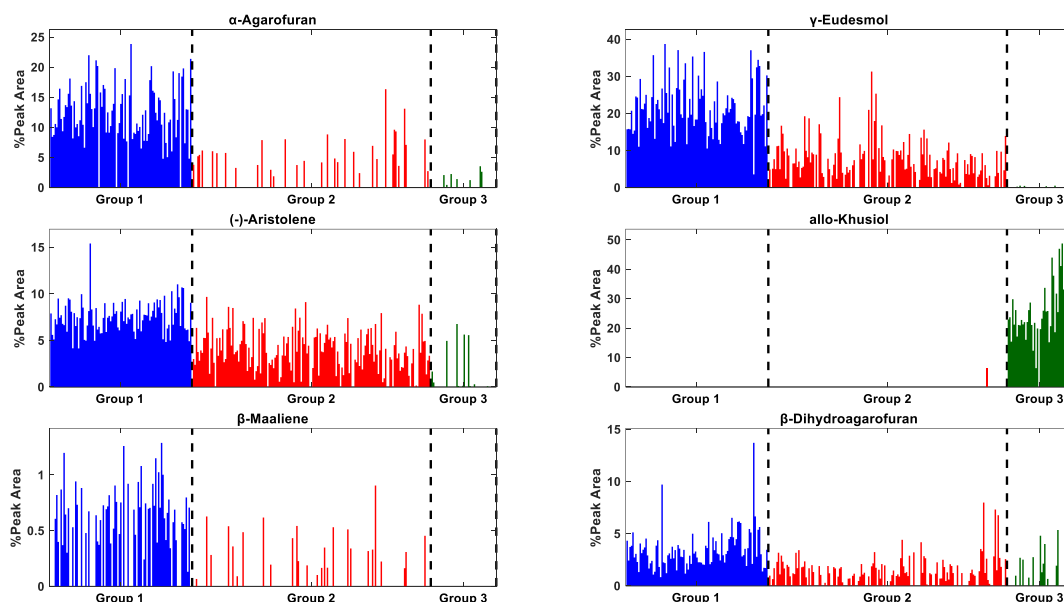 α-Agarofuran
%Peak Area
25
20
15
10
5
0
Group 1
Group 2
Group 3
γ-Eudesmol
%Peak Area
40
30
20
10
0
Group 1
Group 2
Group 3
(-)-Aristolene
%Peak Area
15
10
5
0
Group 1
Group 2
Group 3
allo-Khusiol
%Peak Area
50
40
30
20
10
0
Group 1
Group 2
Group 3
β-Maaliene
%Peak Area
1
0.5
0
Group 1
Group 2
Group 3
β-Dihydroagarofuran
%Peak Area
15
10
5
0
Group 1
Group 2
Group 3